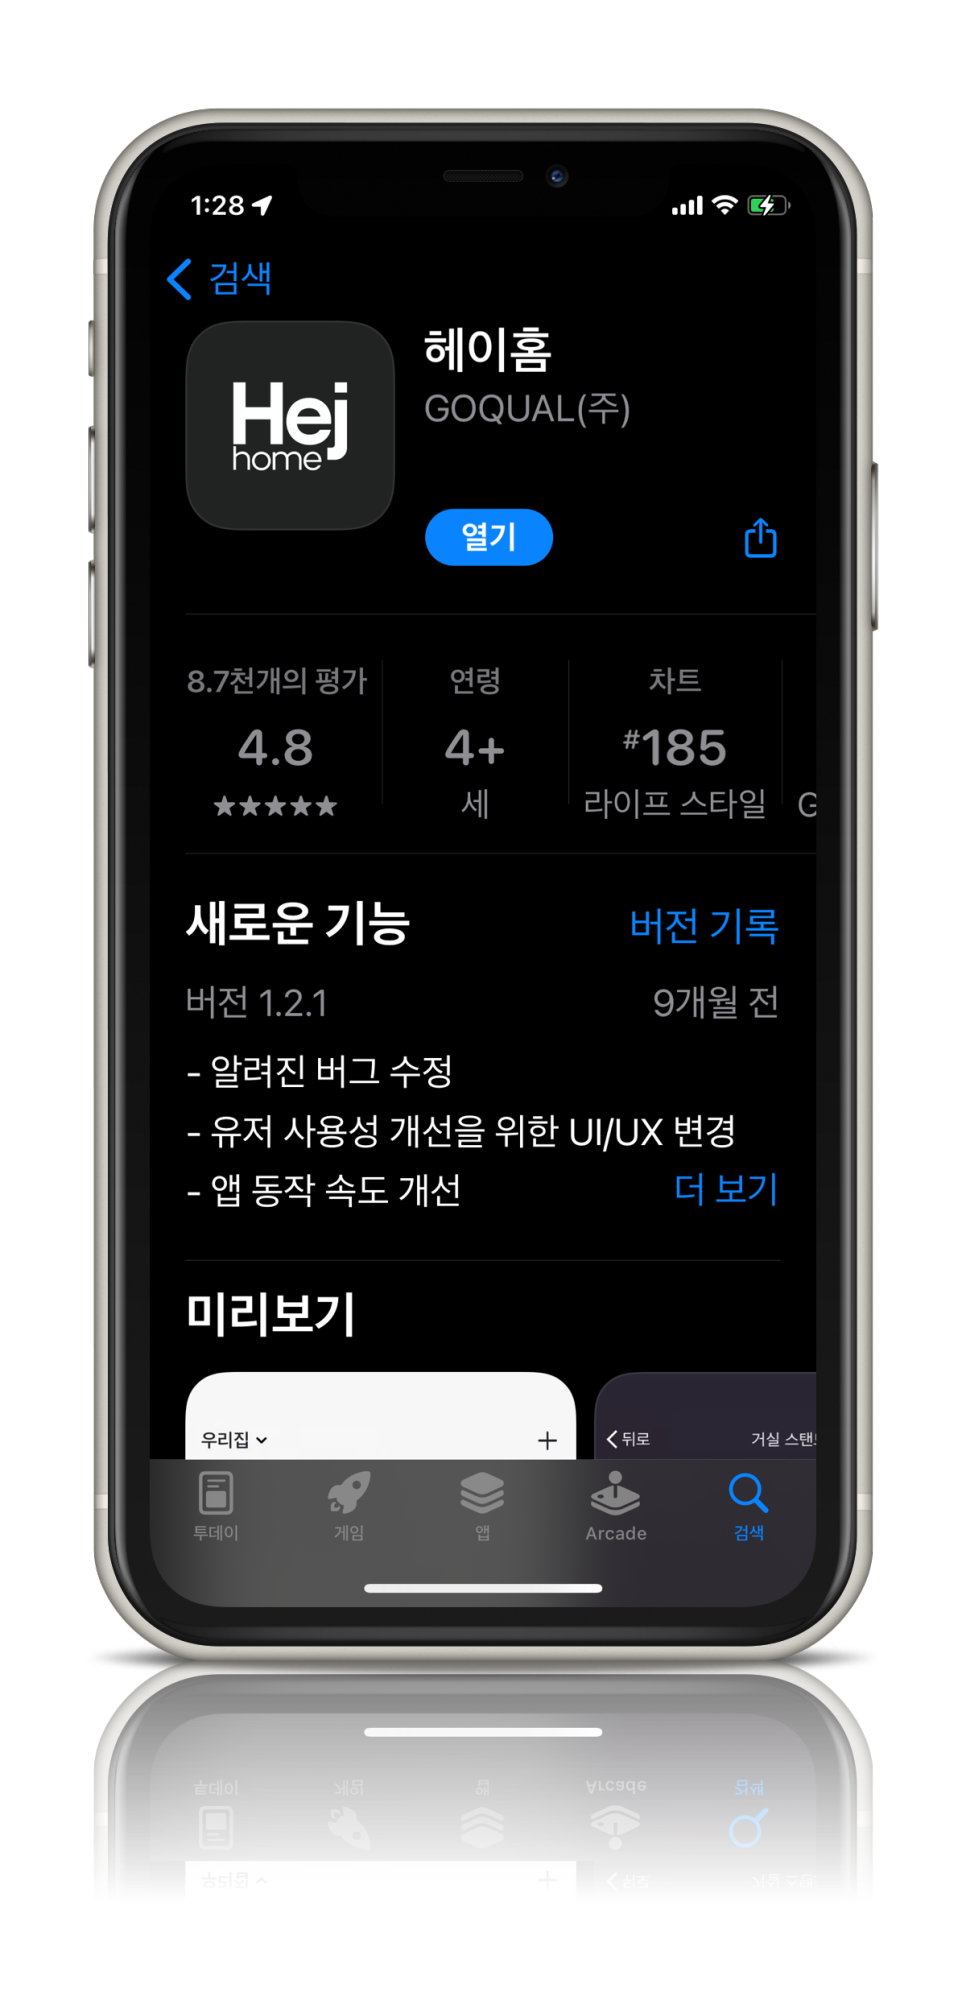 1:28
검색
Hej
home
헤이홈
GOQUAL(주)
열기
8.7천개의 평가
연령
차트
4.8
4+
#185
★★★★★
세
라이프 스타일
G
새로운 기능
버전 기록
버전 1.2.1
9개월 전
- 알려진 버그 수정
- 유저 사용성 개선을 위한 UI/UX 변경
- 앱 동작 속도 개선
더 보기
미리보기
우리집
뒤로
거실 스탠드
투데이
게임
앱
Arcade
검색